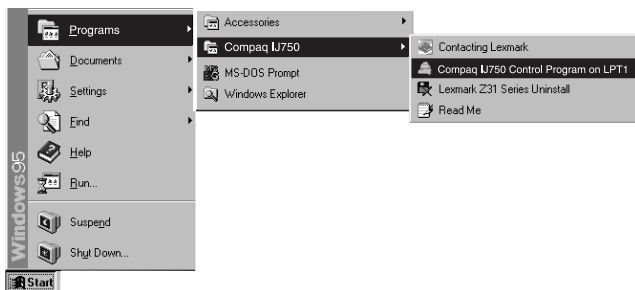 Windows95
Programs
Documents
Settings
Find
Help
Run...
Suspend
Shut Down...
Start
Accessories
Compaq IJ750
MS-DOS Prompt
Windows Explorer
Contacting Lexmark
Compaq IJ750 Control Program on LPT1
Lexmark Z31 Series Uninstall
Read Me